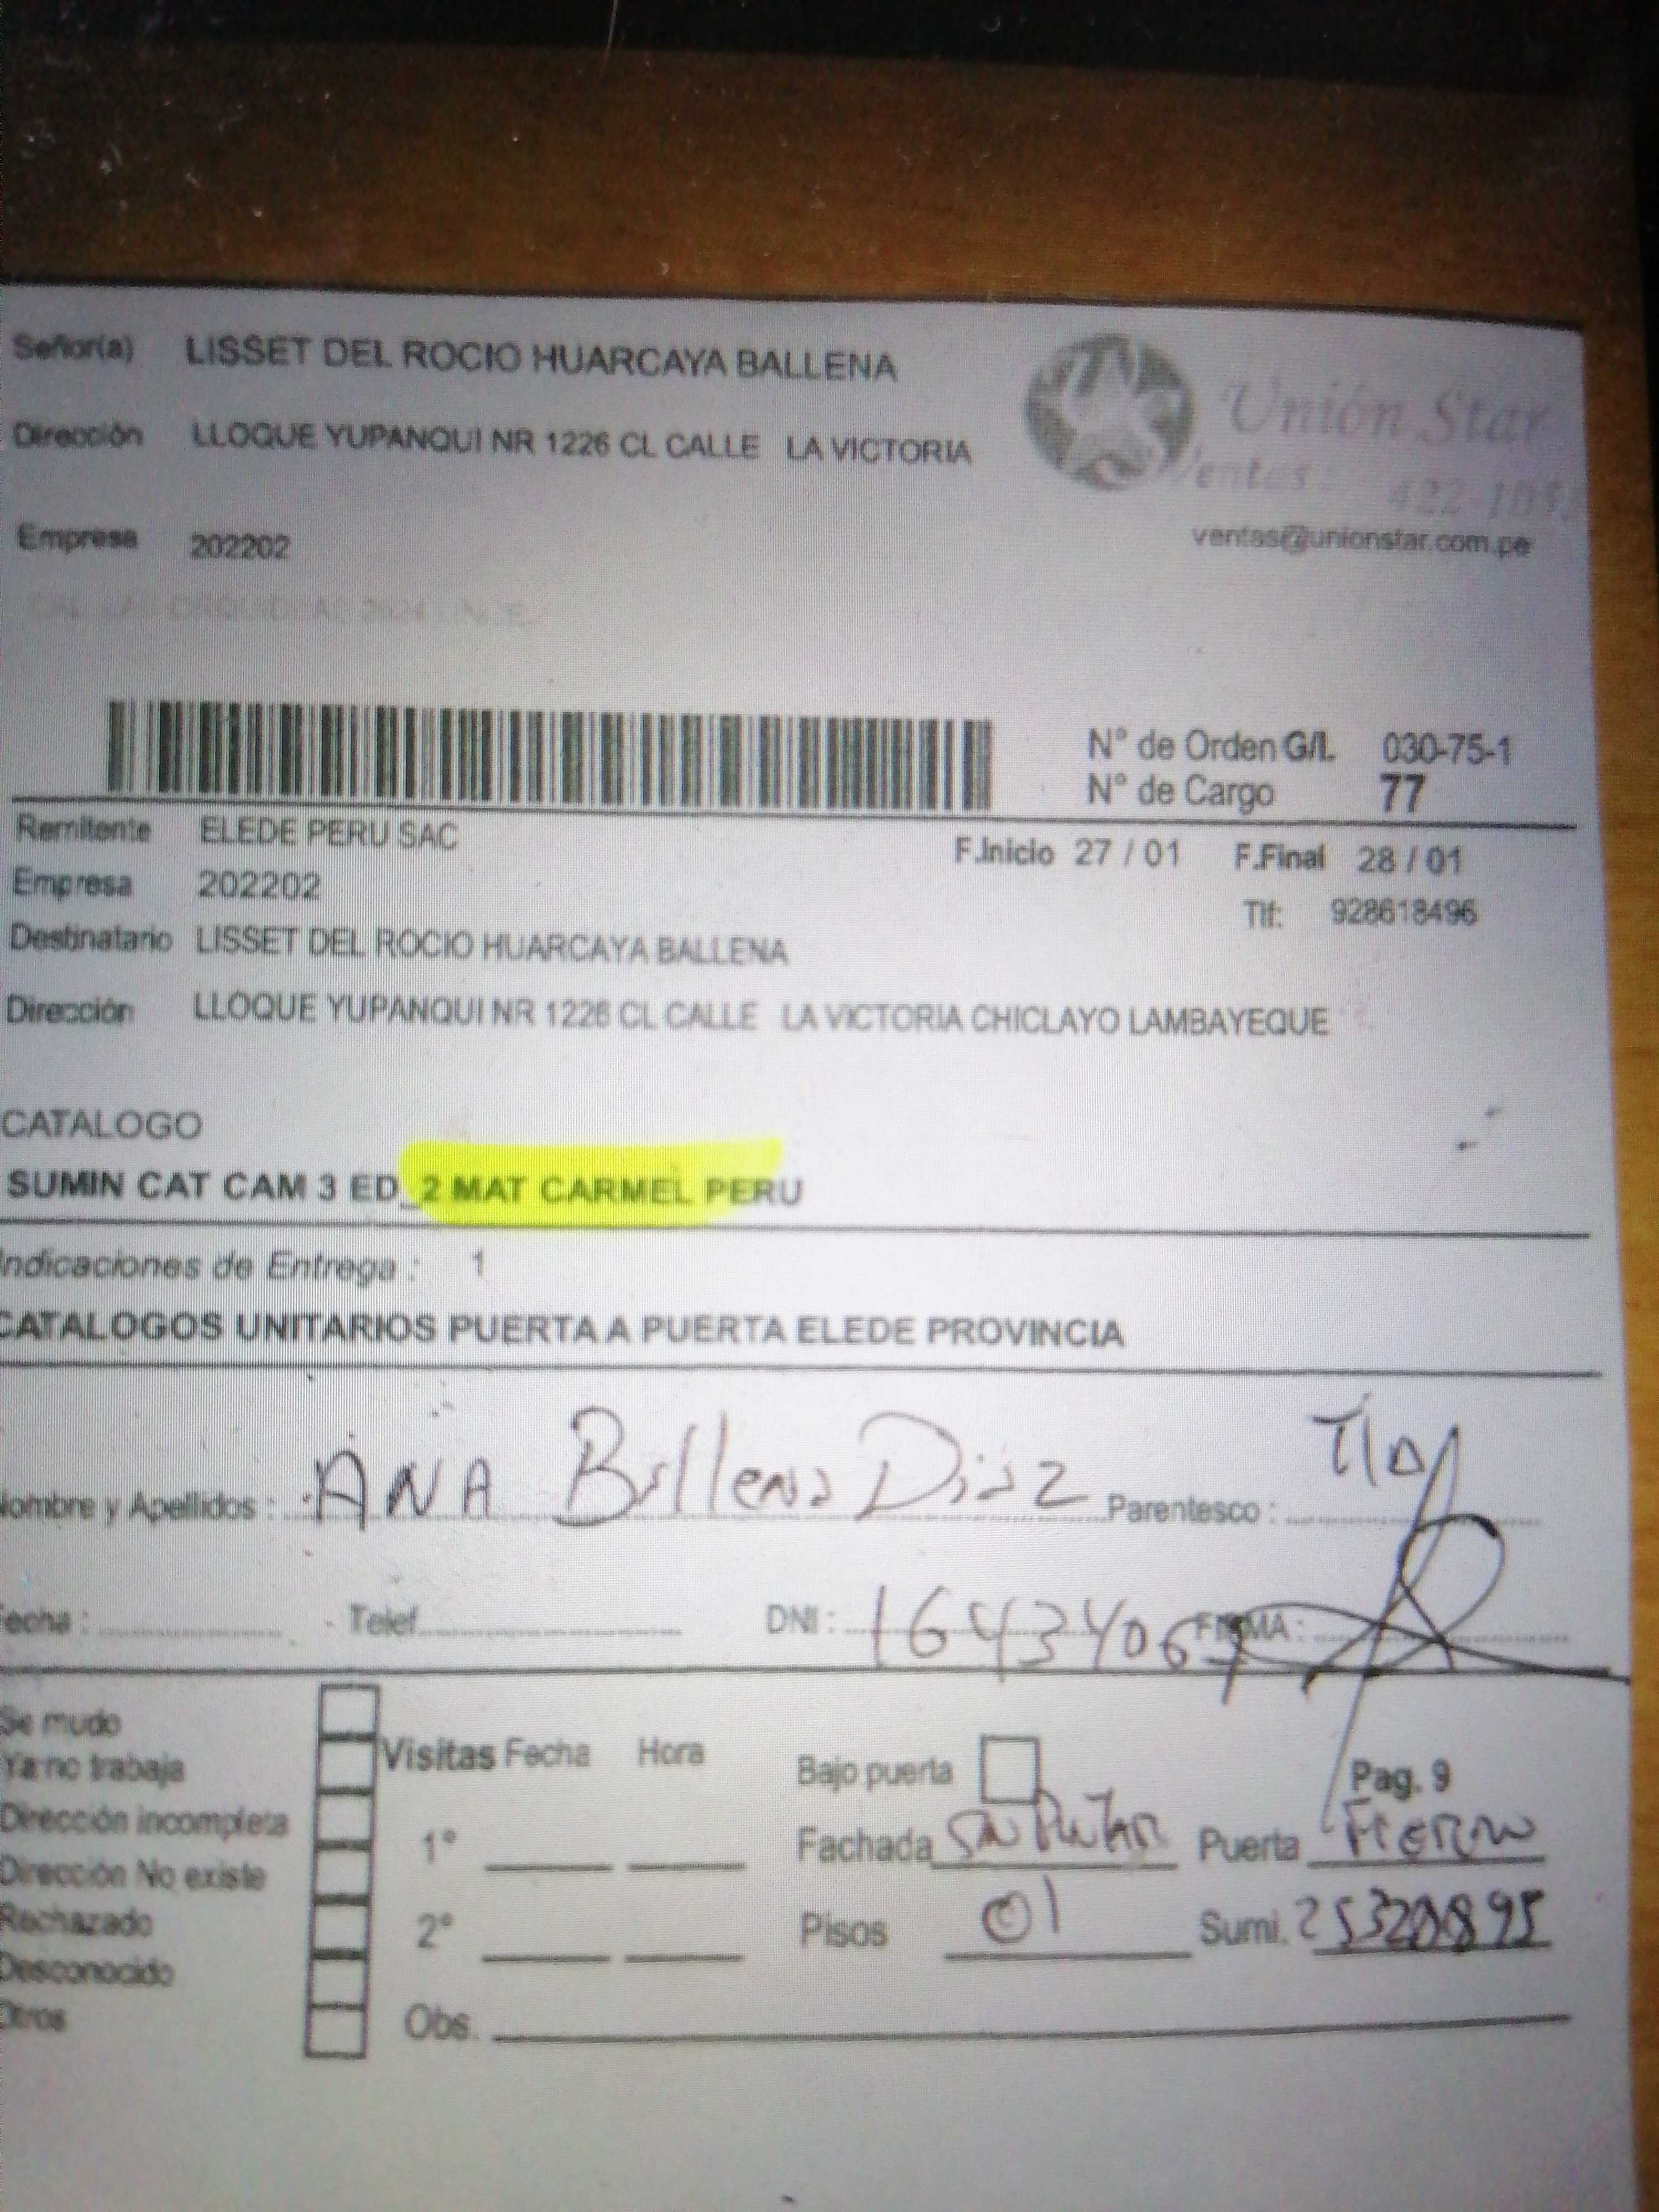 Señor(a) LISSET DEL ROCIO HUARCAYA BALLENA
Unión Star
Dirección LLOQUE YUPANQUI NR 1226 CL CALLE LA VICTORIA
Ventas: 422-105
Empresa 202202
ventas@unionstar.com.pe
N° de Orden G/L 030-75-1
N° de Cargo 77
Remitente ELEDE PERU SAC
F.Inicio 27 / 01 F.Final 28 / 01
Empresa 202202
Tlf: 928618496
Destinatario LISSET DEL ROCIO HUARCAYA BALLENA
Dirección LLOQUE YUPANQUI NR 1226 CL CALLE LA VICTORIA CHICLAYO LAMBAYEQUE
CATALOGO
SUMIN CAT CAM 3 ED_2 MAT CARMEL PERU
Indicaciones de Entrega : 1
CATALOGOS UNITARIOS PUERTA A PUERTA ELEDE PROVINCIA
Nombre y Apellidos : ANA Ballena Diaz Parentesco : TIA
Fecha : Telef. DNI : 16434067 FIRMA :
Se mudo
Ya no trabaja
Dirección incompleta
Dirección No existe
Rechazado
Desconocido
Otros
Visitas Fecha Hora
1°
2°
Obs.
Bajo puerta Pag. 9
Fachada Puerta Fierro
Pisos 01 Sumi.